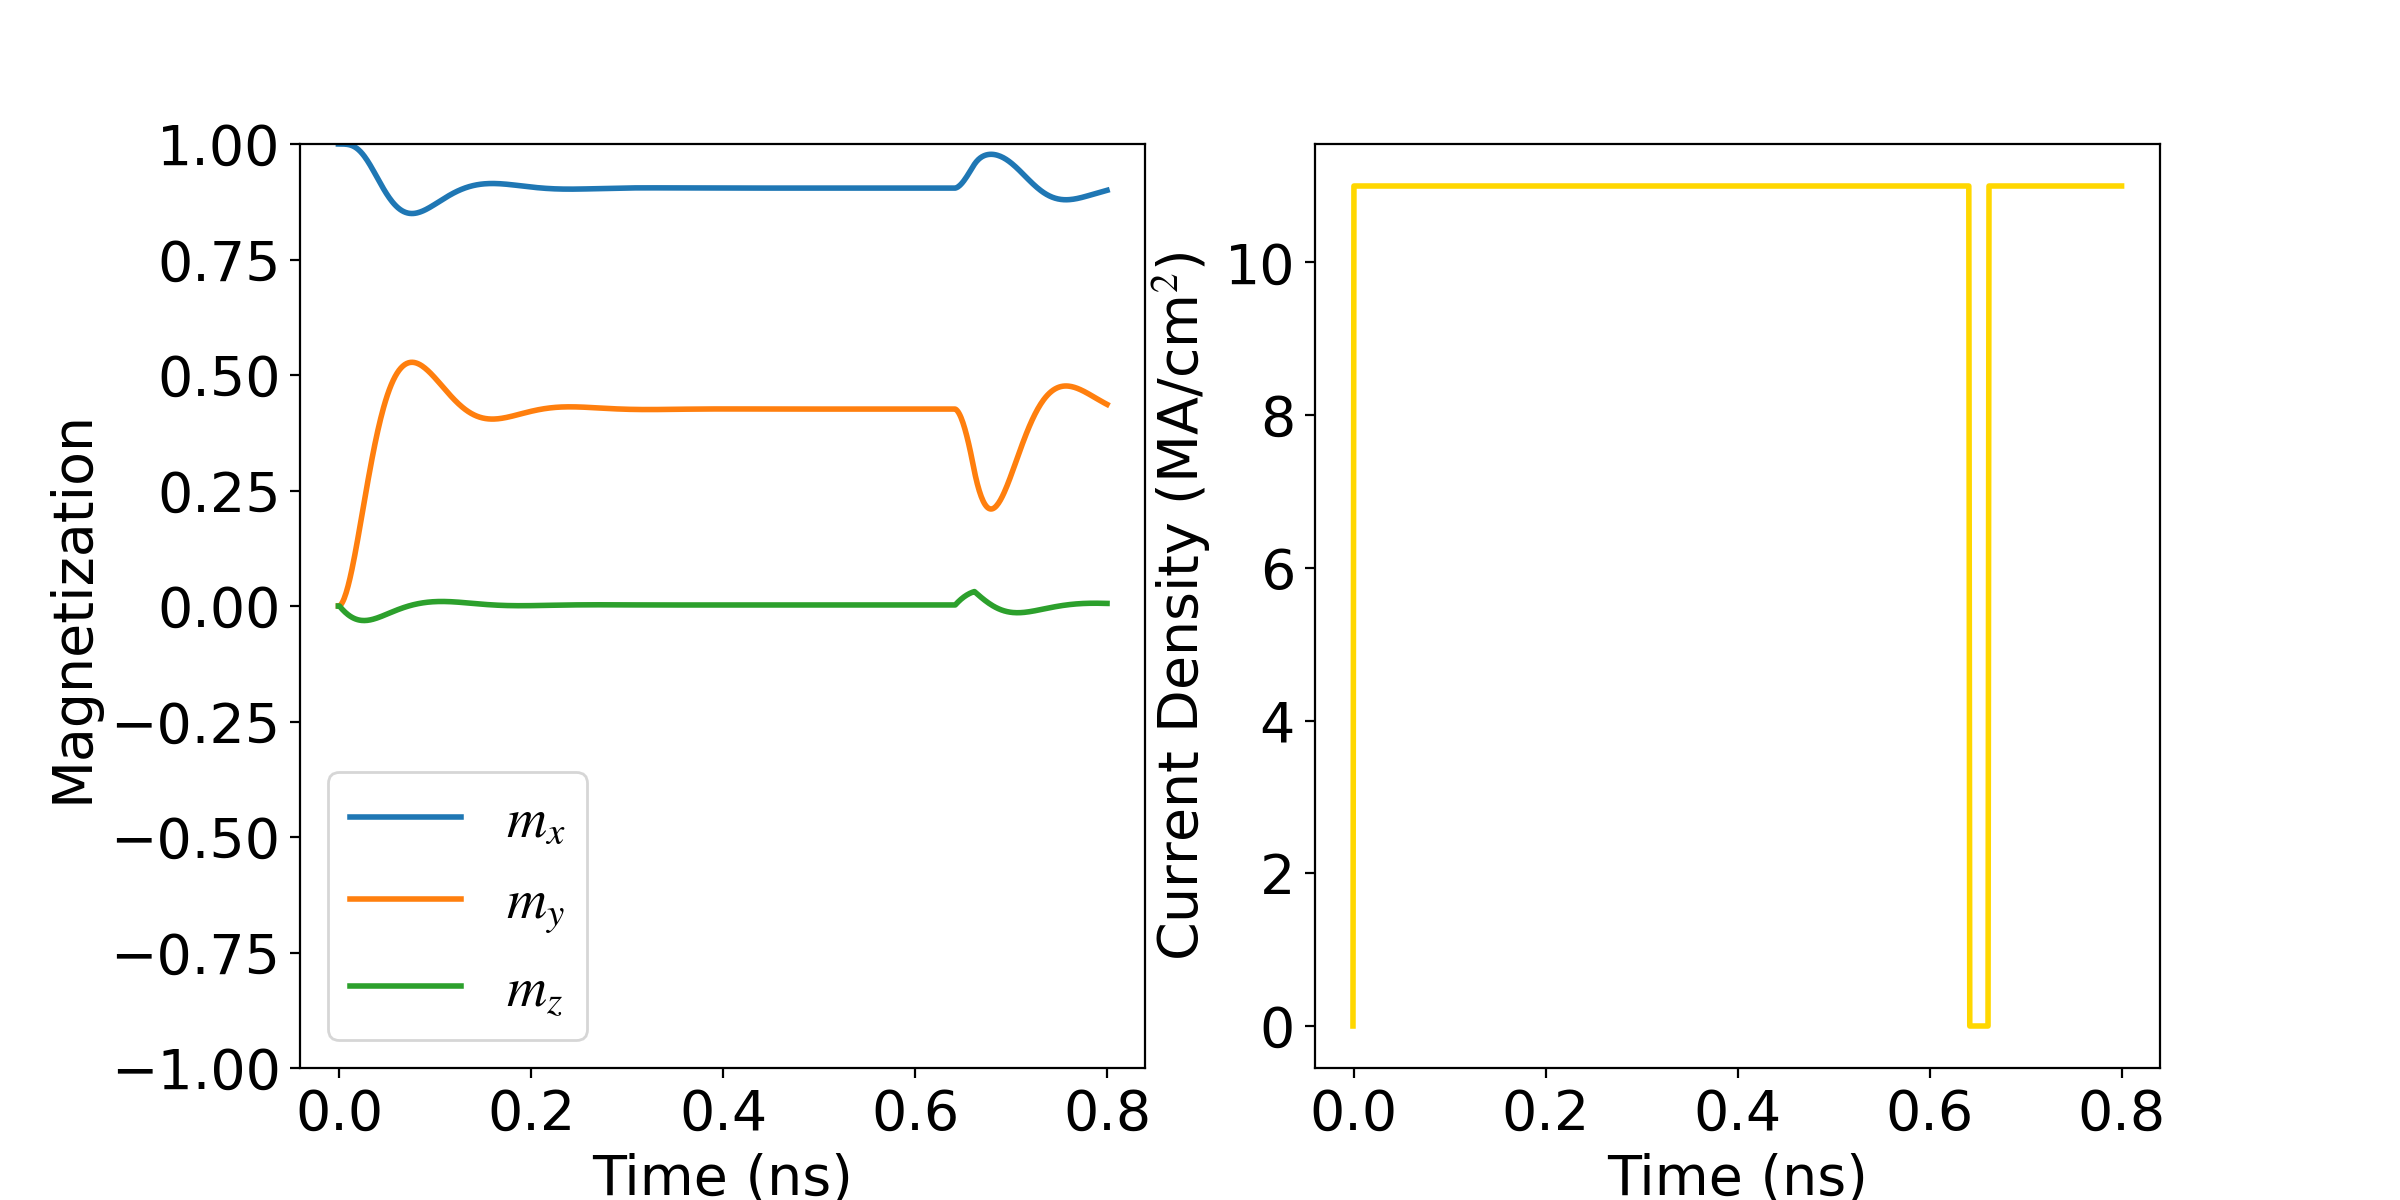 1.00
0.75
0.50
0.25
0.00
−0.25
−0.50
−0.75
−1.00
Magnetization
m_x
m_y
m_z
0.0 0.2 0.4 0.6 0.8
Time (ns)
Current Density (MA/cm²)
10
8
6
4
2
0
0.0 0.2 0.4 0.6 0.8
Time (ns)